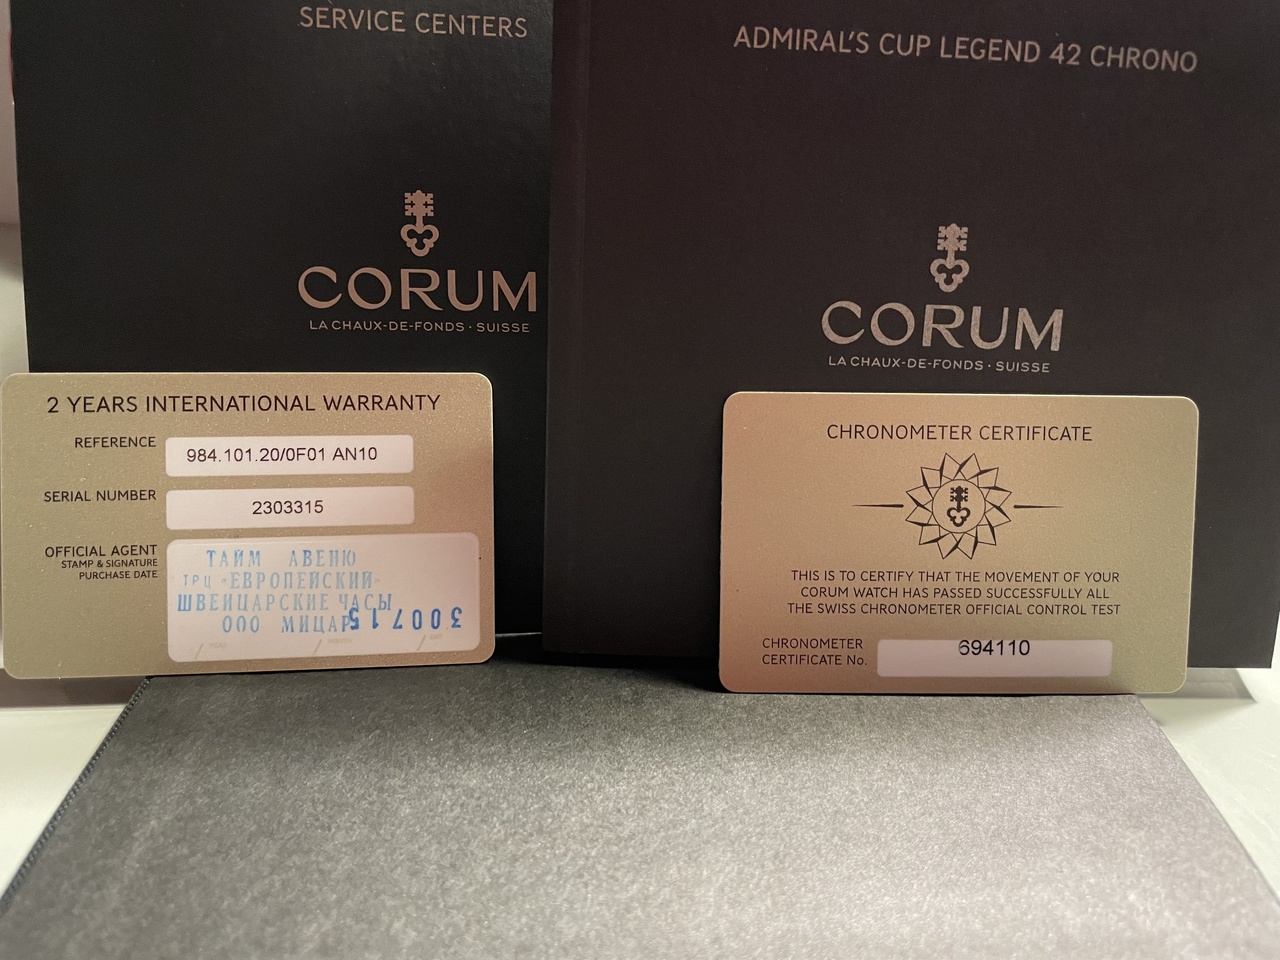 SERVICE CENTERS
CORUM
LA CHAUX-DE-FONDS · SUISSE
ADMIRAL'S CUP LEGEND 42 CHRONO
CORUM
LA CHAUX-DE-FONDS · SUISSE
2 YEARS INTERNATIONAL WARRANTY
REFERENCE
984.101.20/0F01 AN10
SERIAL NUMBER
2303315
OFFICIAL AGENT
STAMP & SIGNATURE
PURCHASE DATE
ТАЙМ АВЕНЮ
ТРЦ «ЕВРОПЕЙСКИЙ»
ШВЕЙЦАРСКИЕ ЧАСЫ
ООО МИЦАР
300715
CHRONOMETER CERTIFICATE
THIS IS TO CERTIFY THAT THE MOVEMENT OF YOUR
CORUM WATCH HAS PASSED SUCCESSFULLY ALL
THE SWISS CHRONOMETER OFFICIAL CONTROL TEST
CHRONOMETER
CERTIFICATE No.
694110